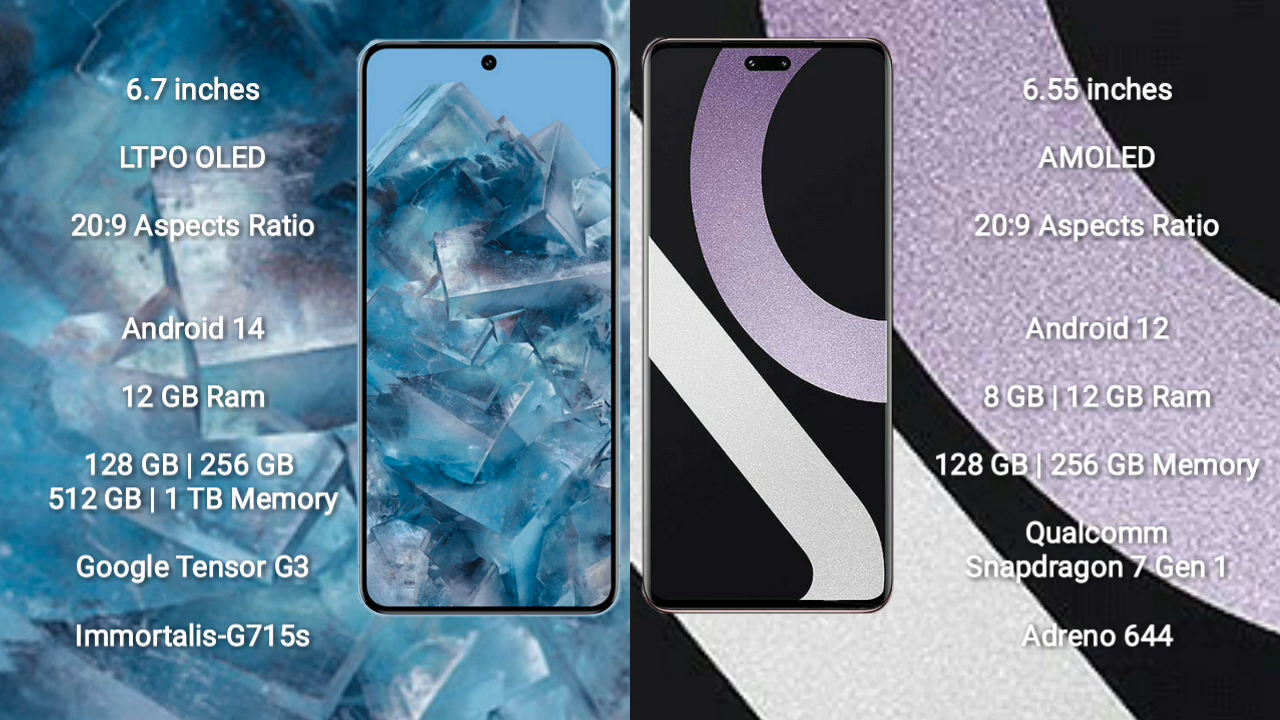 6.7 inches
LTPO OLED
20:9 Aspects Ratio
Android 14
12 GB Ram
128 GB | 256 GB
512 GB | 1 TB Memory
Google Tensor G3
Immortalis-G715s
6.55 inches
AMOLED
20:9 Aspects Ratio
Android 12
8 GB | 12 GB Ram
128 GB | 256 GB Memory
Qualcomm
Snapdragon 7 Gen 1
Adreno 644